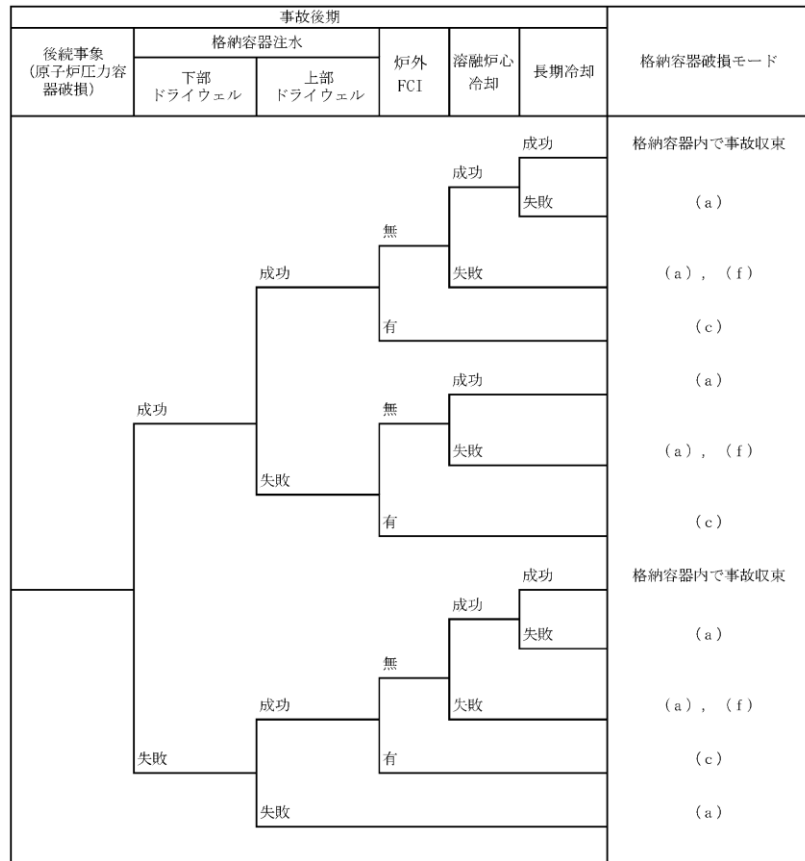 事故後期
後続事象
(原子炉圧力容
器破損)
格納容器注水
下部
ドライウェル
上部
ドライウェル
炉外
FCI
溶融炉心
冷却
長期冷却
格納容器破損モード
成功
格納容器内で事故収束
成功
失敗
(a)
無
成功
失敗
(a), (f)
有
(c)
成功
(a)
成功
無
失敗
(a), (f)
失敗
有
(c)
成功
格納容器内で事故収束
成功
失敗
(a)
無
成功
失敗
(a), (f)
失敗
有
(c)
失敗
(a)